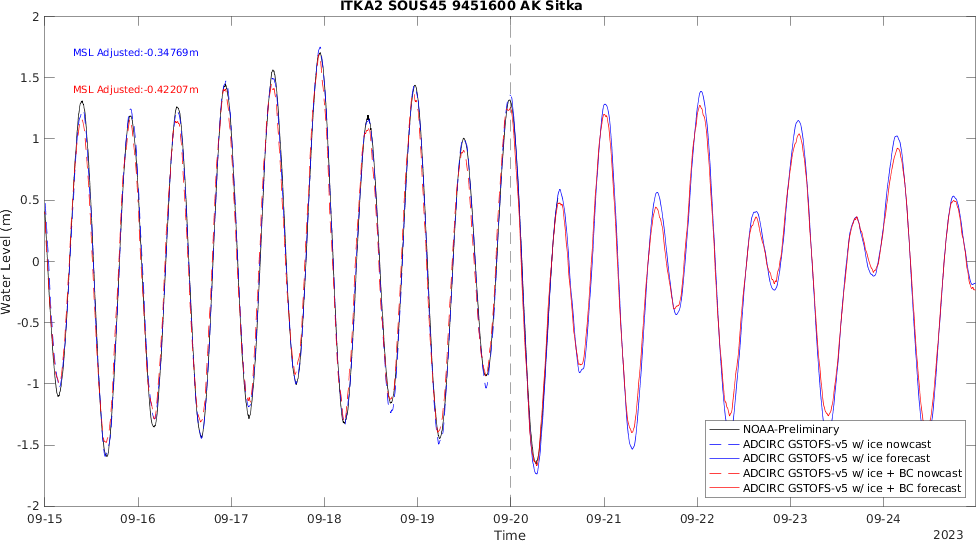 ITKA2 SOUS45 9451600 AK Sitka
2
1.5
1
0.5
0
-0.5
-1
-1.5
-2
Water Level (m)
MSL Adjusted:-0.34769m
MSL Adjusted:-0.42207m
NOAA-Preliminary
ADCIRC GSTOFS-v5 w/ ice nowcast
ADCIRC GSTOFS-v5 w/ ice forecast
ADCIRC GSTOFS-v5 w/ ice + BC nowcast
ADCIRC GSTOFS-v5 w/ ice + BC forecast
09-15 09-16 09-17 09-18 09-19 09-20 09-21 09-22 09-23 09-24
Time
2023